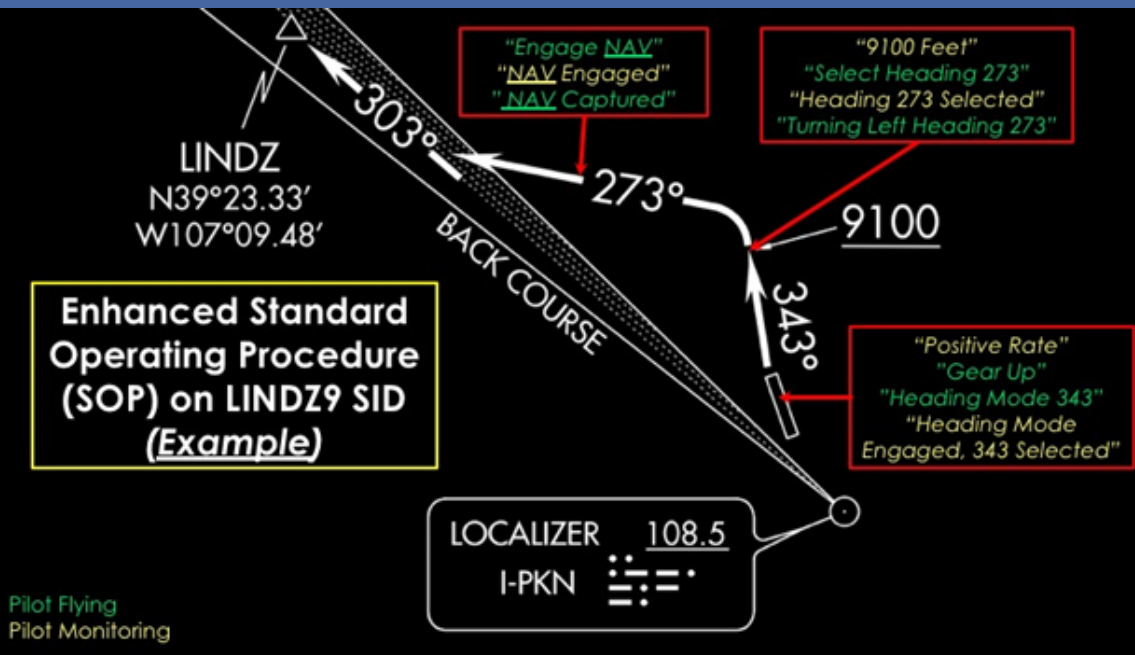 "Engage NAV"
"NAV Engaged"
" NAV Captured"
"9100 Feet"
"Select Heading 273"
"Heading 273 Selected"
"Turning Left Heading 273"
303°
LINDZ
N39°23.33'
W107°09.48'
273°
9100
BACK COURSE
343°
Enhanced Standard
Operating Procedure
(SOP) on LINDZ9 SID
(Example)
"Positive Rate"
"Gear Up"
"Heading Mode 343"
"Heading Mode
Engaged, 343 Selected"
LOCALIZER 108.5
I-PKN
Pilot Flying
Pilot Monitoring